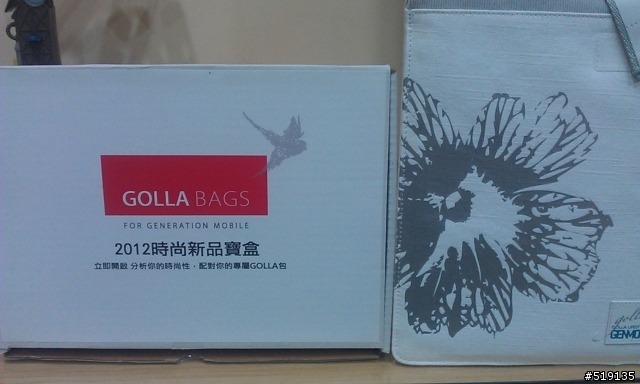 GOLLA BAGS
FOR GENERATION MOBILE
2012時尚新品寶盒
立即開啟 分析你的時尚性，配對你的專屬GOLLA包
golla
#519135